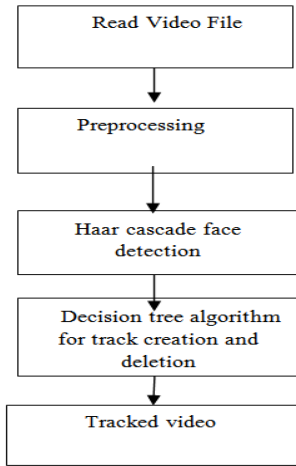 Read Video File
Preprocessing
Haar cascade face
detection
Decision tree algorithm
for track creation and
deletion
Tracked video